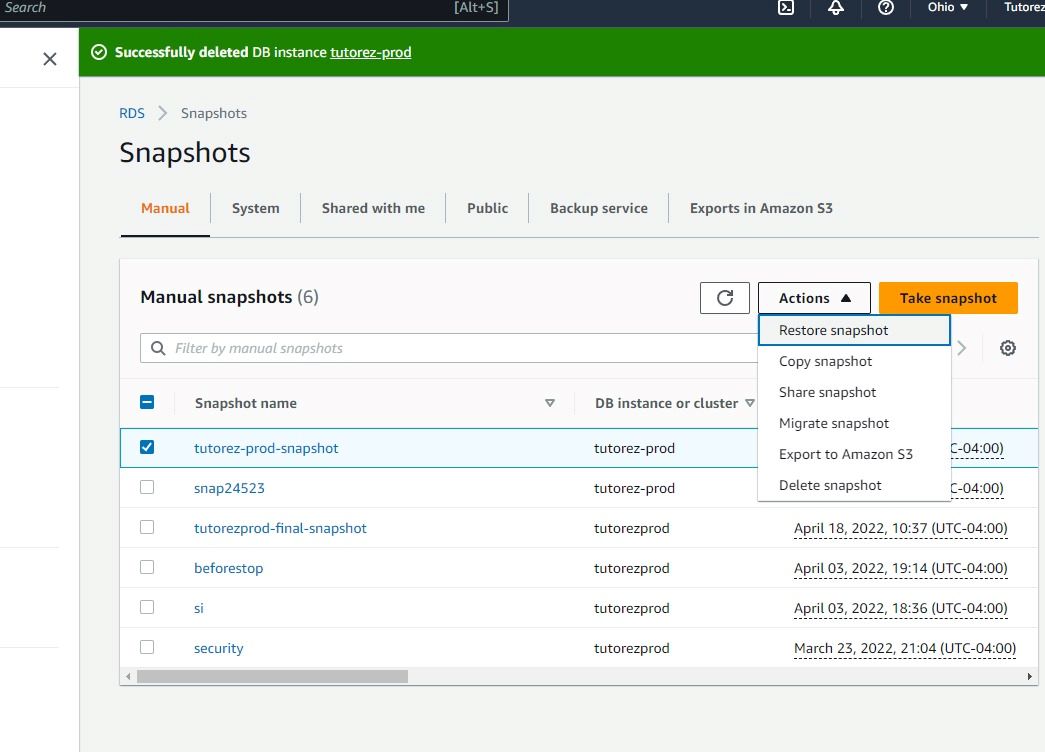 Search [Alt+S] Ohio ▼ Tutorez
Successfully deleted DB instance tutorez-prod
RDS > Snapshots
Snapshots
Manual System Shared with me Public Backup service Exports in Amazon S3
Manual snapshots (6) Actions ▲ Take snapshot
Restore snapshot
Filter by manual snapshots
Copy snapshot
Share snapshot
Snapshot name DB instance or cluster
Migrate snapshot
tutorez-prod-snapshot tutorez-prod C-04:00)
Export to Amazon S3
Delete snapshot
snap24523 tutorez-prod C-04:00)
tutorezprod-final-snapshot tutorezprod April 18, 2022, 10:37 (UTC-04:00)
beforestop tutorezprod April 03, 2022, 19:14 (UTC-04:00)
si tutorezprod April 03, 2022, 18:36 (UTC-04:00)
security tutorezprod March 23, 2022, 21:04 (UTC-04:00)